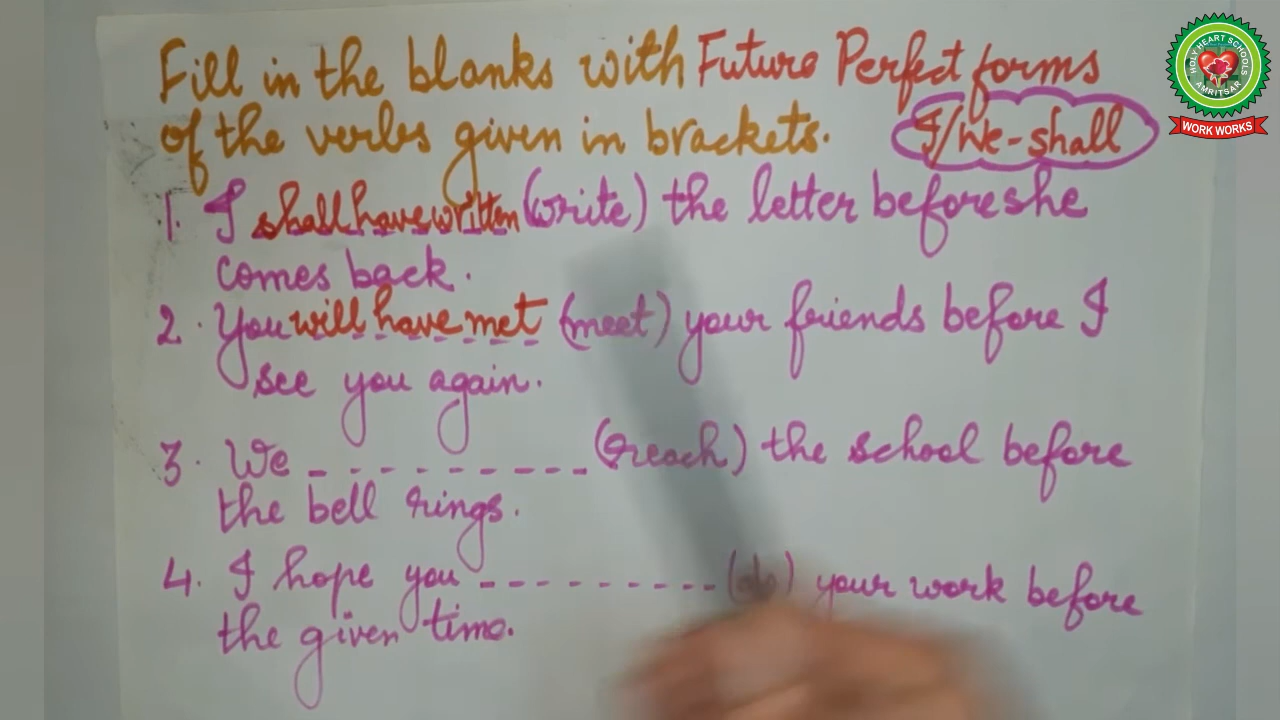 Fill in the blanks with Future Perfect forms
of the verbs given in brackets. I/We - shall
1. I shall have written (write) the letter before she
comes back.
2. You will have met (meet) your friends before I
see you again.
3. We ---------- (reach) the school before
the bell rings.
4. I hope you ---------- (do) your work before
the given time.
HOLY HEART SCHOOLS
AMRITSAR
WORK WORKS